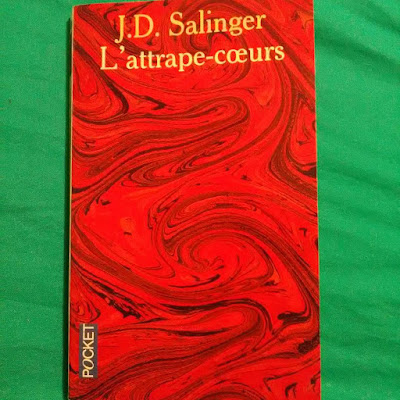 J.D. Salinger
L'attrape-cœurs
POCKET